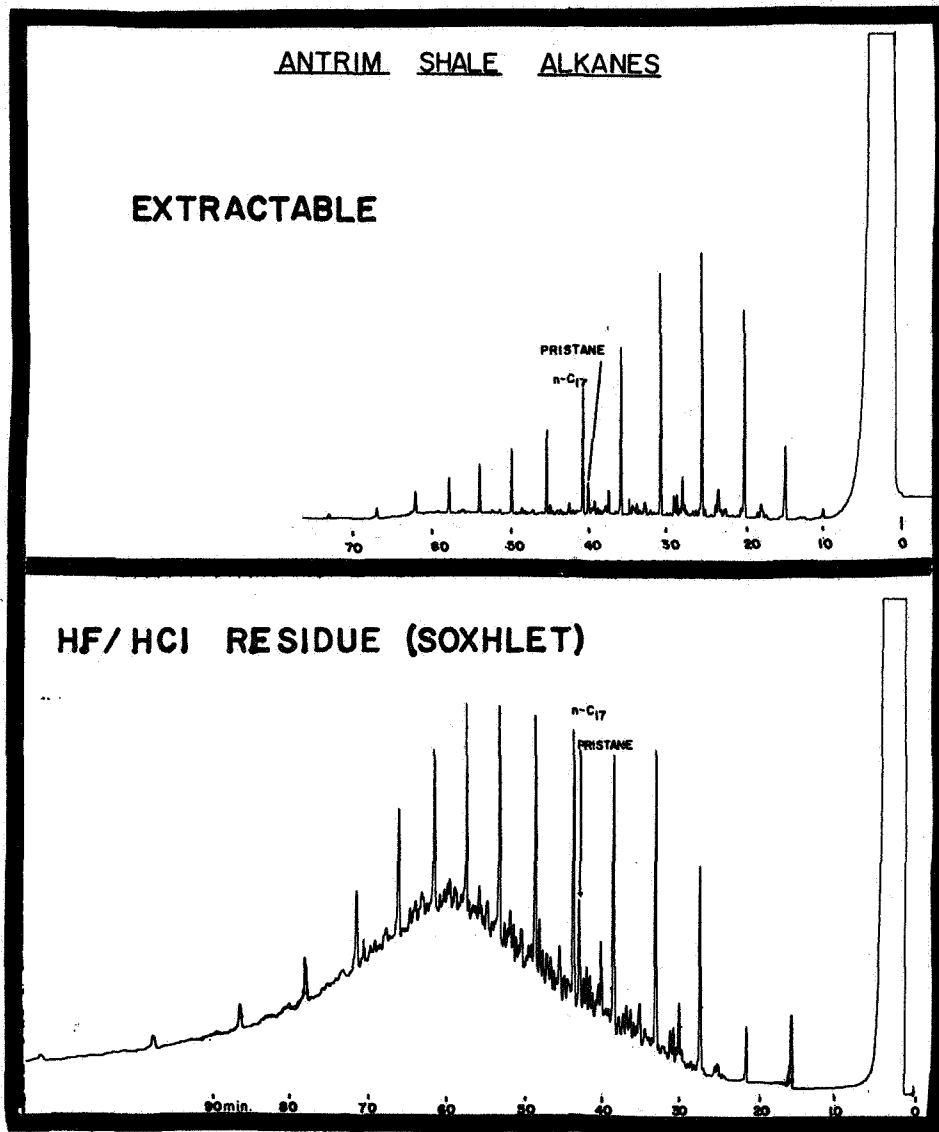 ANTRIM SHALE ALKANES
EXTRACTABLE
PRISTANE
n-C17
70 60 50 40 30 20 10 0
HF/HCl RESIDUE (SOXHLET)
n-C17
PRISTANE
90min. 80 70 60 50 40 30 20 10 0